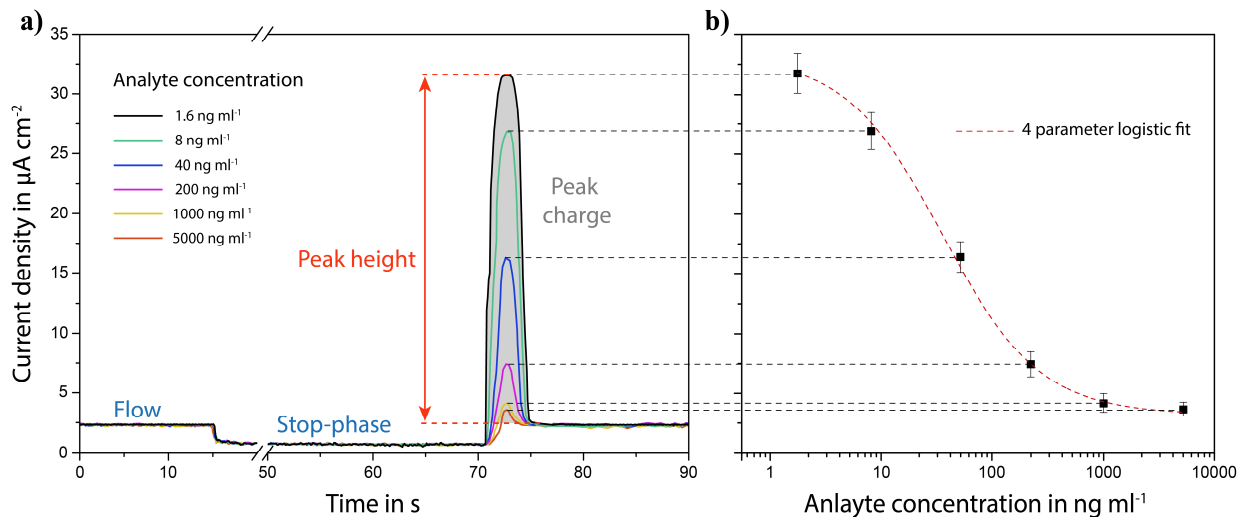 a)
Current density in µA cm⁻²
35
30
25
20
15
10
5
0
Analyte concentration
1.6 ng ml⁻¹
8 ng ml⁻¹
40 ng ml⁻¹
200 ng ml⁻¹
1000 ng ml⁻¹
5000 ng ml⁻¹
Peak height
Peak
charge
Flow
Stop-phase
0
10
50
60
70
80
90
Time in s
b)
4 parameter logistic fit
1
10
100
1000
10000
Anlayte concentration in ng ml⁻¹